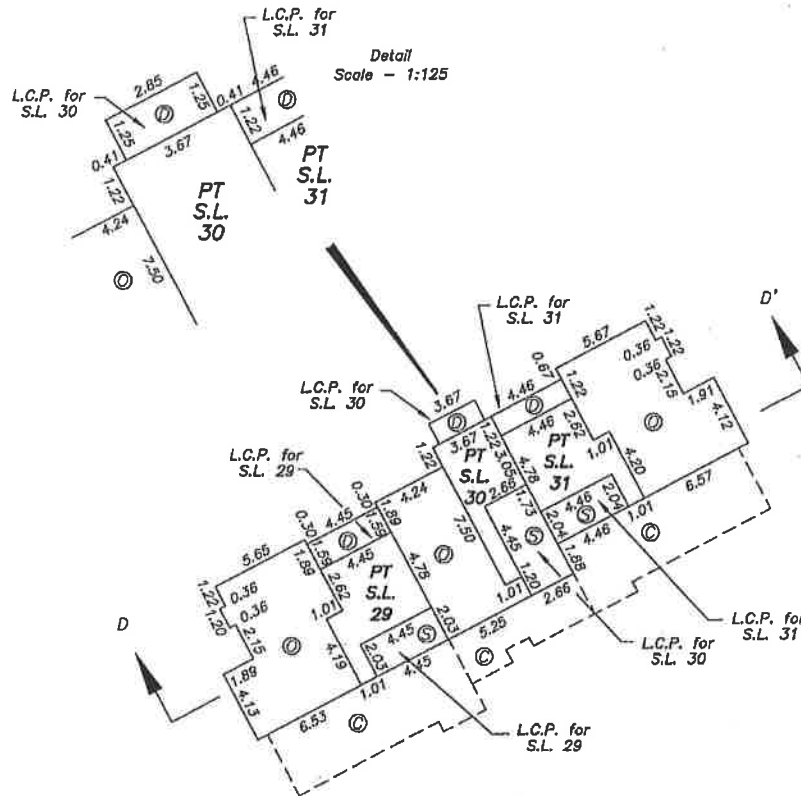 L.C.P. for
S.L. 31
Detail
Scale - 1:125
L.C.P. for
S.L. 30
2.85
1.25
0.41
4.46
D
D
1.25
1.22
4.46
0.41
3.67
1.22
PT
S.L.
30
PT
S.L.
31
4.24
7.50
O
L.C.P. for
S.L. 31
D'
L.C.P. for
S.L. 30
3.67
4.46
0.67
5.67
1.22
1.22
0.36
0.36
2.15
1.91
4.12
D
D
3.67
1.22
4.46
1.22
2.62
O
L.C.P. for
S.L. 29
1.22
PT
S.L.
30
3.05
4.78
PT
S.L.
31
1.01
4.20
4.24
2.66
1.73
4.46
2.04
6.57
0.30
4.45
0.30
1.59
1.89
7.50
4.45
S
2.04
S
4.46
1.01
C
5.65
1.59
D
4.45
1.89
4.78
O
1.20
1.88
1.22
0.36
0.36
1.20
2.15
2.62
PT
S.L.
29
1.01
2.66
L.C.P. for
S.L. 31
D
O
1.01
4.45
S
2.03
5.25
C
L.C.P. for
S.L. 30
1.89
4.13
4.19
2.03
4.45
6.53
1.01
C
L.C.P. for
S.L. 29